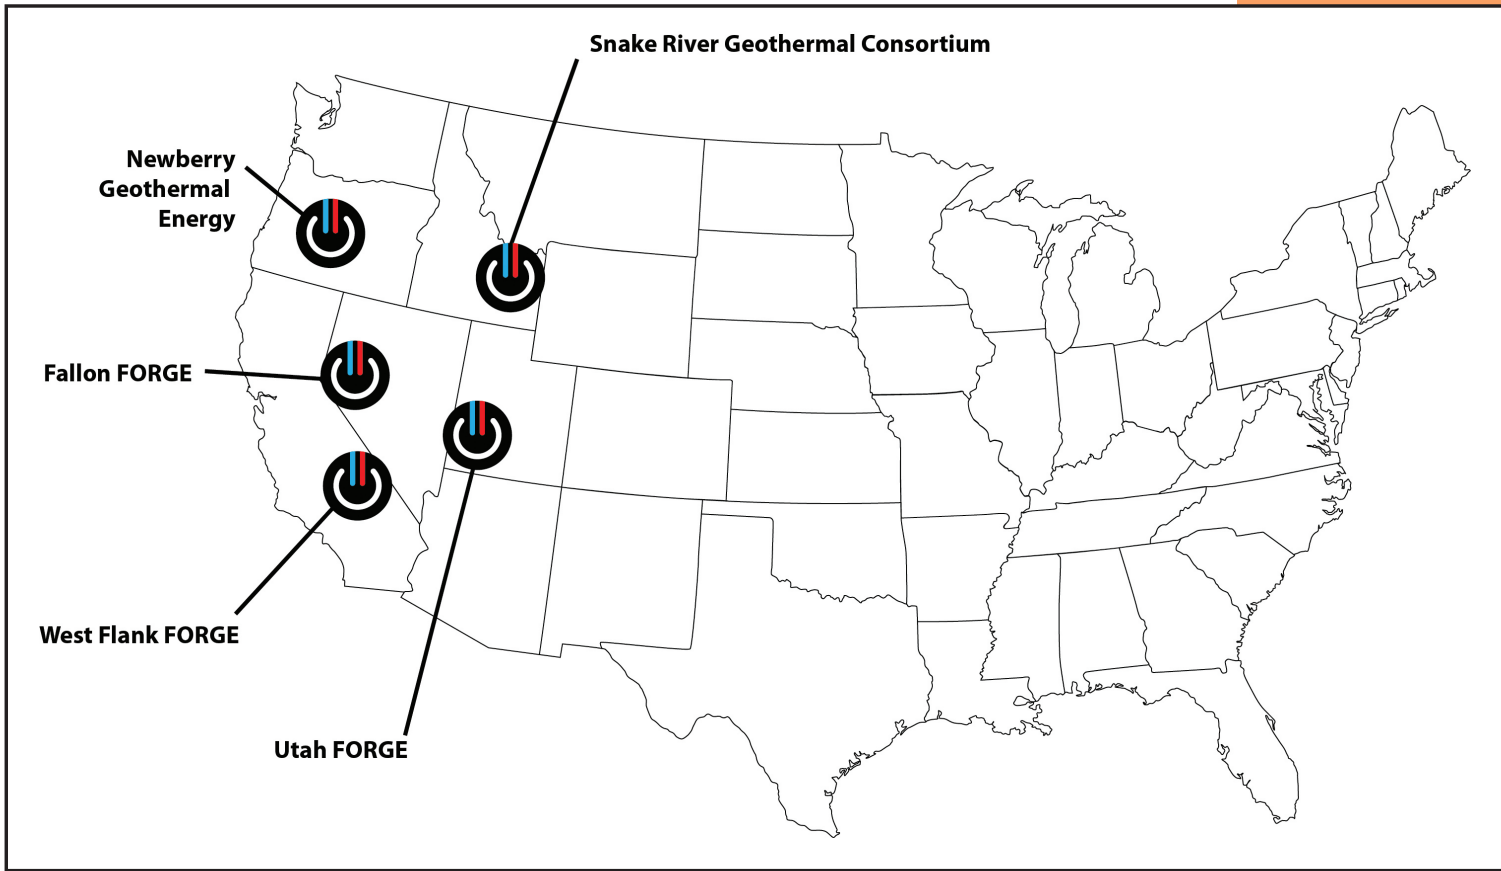 Snake River Geothermal Consortium
Newberry
Geothermal
Energy
Fallon FORGE
West Flank FORGE
Utah FORGE